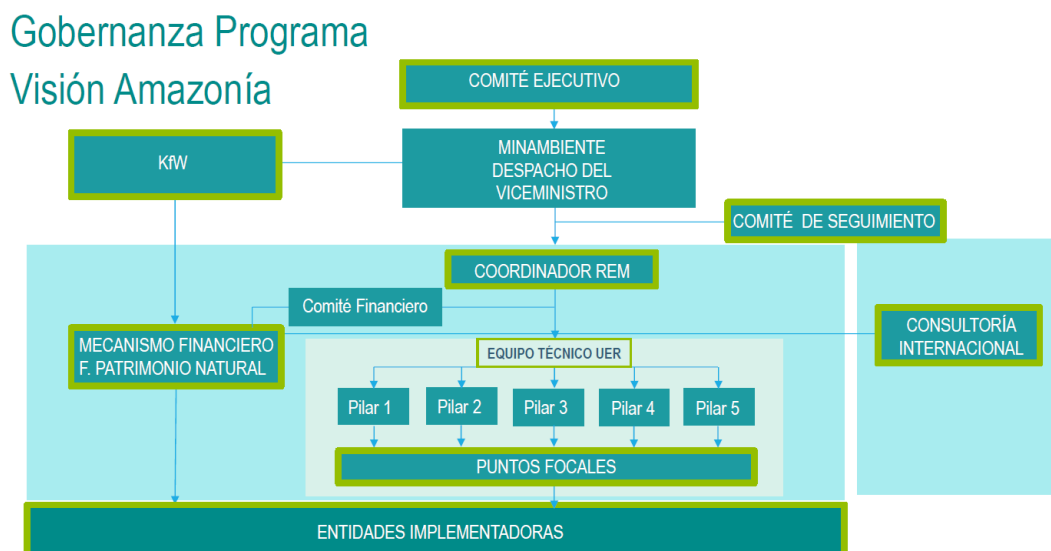 Gobernanza Programa
Visión Amazonía
COMITÉ EJECUTIVO
KfW
MINAMBIENTE
DESPACHO DEL
VICEMINISTRO
COMITÉ DE SEGUIMIENTO
COORDINADOR REM
Comité Financiero
MECANISMO FINANCIERO
F. PATRIMONIO NATURAL
CONSULTORÍA
INTERNACIONAL
EQUIPO TÉCNICO UER
Pilar 1
Pilar 2
Pilar 3
Pilar 4
Pilar 5
PUNTOS FOCALES
ENTIDADES IMPLEMENTADORAS